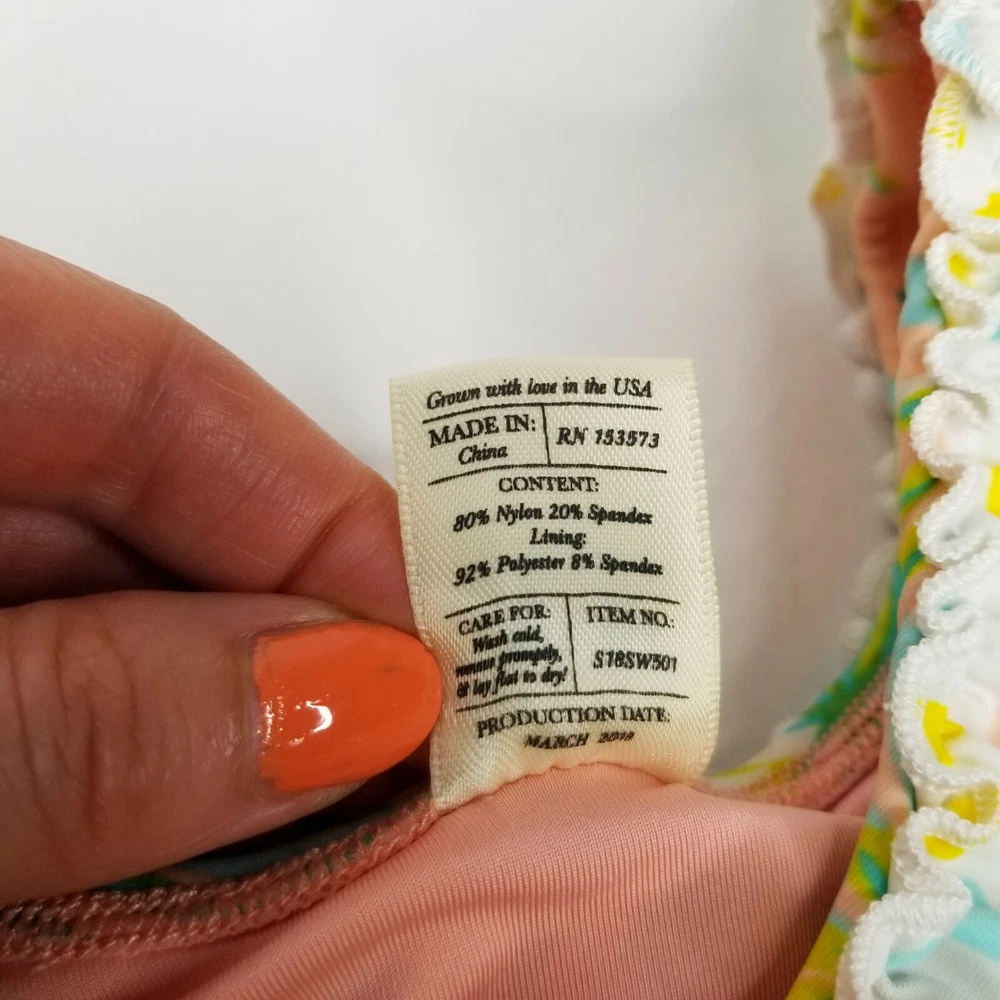 Grown with love in the USA
MADE IN:
China
RN 153573
CONTENT:
80% Nylon 20% Spandex
Lining:
92% Polyester 8% Spandex
CARE FOR:
Wash cold,
remove promptly,
& lay flat to dry!
ITEM NO.:
S18SW501
PRODUCTION DATE:
MARCH